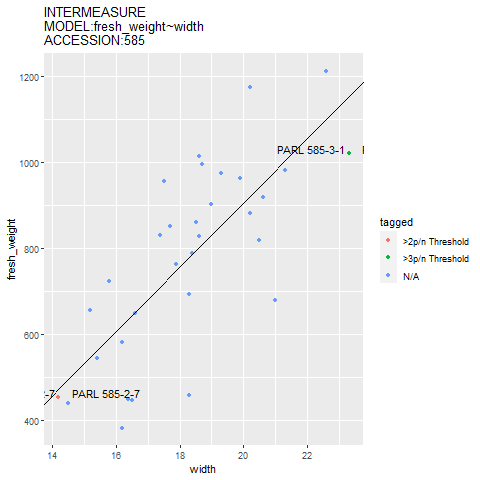 INTERMEASURE
MODEL:fresh_weight~width
ACCESSION:585
1200
1000
800
600
400
fresh_weight
PARL 585-3-1
-7
PARL 585-2-7
14
16
18
20
22
width
tagged
>2p/n Threshold
>3p/n Threshold
N/A